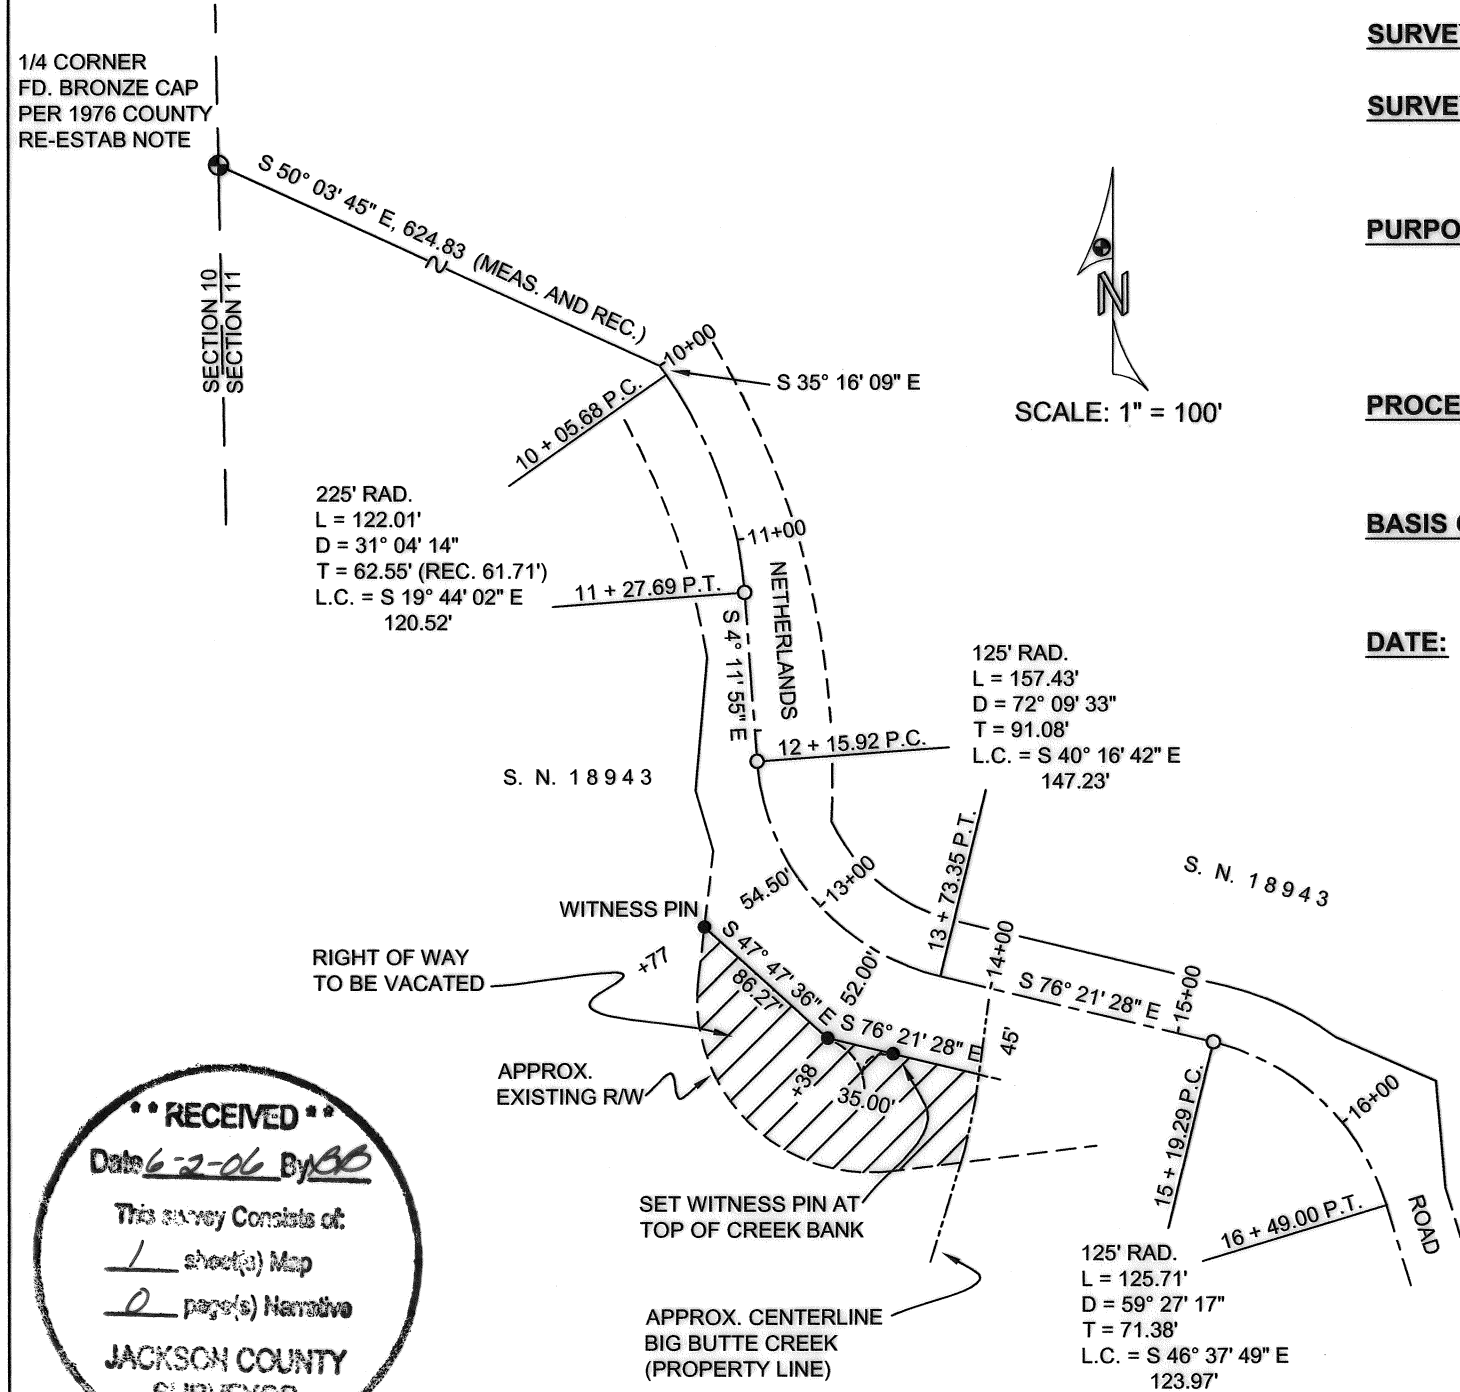 1/4 CORNER
FD. BRONZE CAP
PER 1976 COUNTY
RE-ESTAB NOTE
S 50° 03' 45" E, 624.83 (MEAS. AND REC.)
SECTION 10
SECTION 11
10+00
S 35° 16' 09" E
10 + 05.68 P.C.
N
SCALE: 1" = 100'
225' RAD.
L = 122.01'
D = 31° 04' 14"
T = 62.55' (REC. 61.71')
L.C. = S 19° 44' 02" E
120.52'
11+00
11 + 27.69 P.T.
NETHERLANDS
S 4° 11' 55" E
12 + 15.92 P.C.
125' RAD.
L = 157.43'
D = 72° 09' 33"
T = 91.08'
L.C. = S 40° 16' 42" E
147.23'
S. N. 18943
13 + 73.35 P.T.
S. N. 18943
13+00
54.50'
WITNESS PIN
S 47° 47' 36" E
86.27'
52.00'
+77
RIGHT OF WAY
TO BE VACATED
14+00
S 76° 21' 28" E
15+00
S 76° 21' 28" E
45'
APPROX.
EXISTING R/W
+38
35.00'
16+00
15 + 19.29 P.C.
SET WITNESS PIN AT
TOP OF CREEK BANK
16 + 49.00 P.T.
ROAD
125' RAD.
L = 125.71'
D = 59° 27' 17"
T = 71.38'
L.C. = S 46° 37' 49" E
123.97'
APPROX. CENTERLINE
BIG BUTTE CREEK
(PROPERTY LINE)
** RECEIVED **
Date 6-2-06 By BB
This survey Consists of:
1 sheet(s) Map
0 page(s) Narrative
JACKSON COUNTY
SURVEYOR
SURVE
SURVE
PURPO
PROCE
BASIS
DATE: